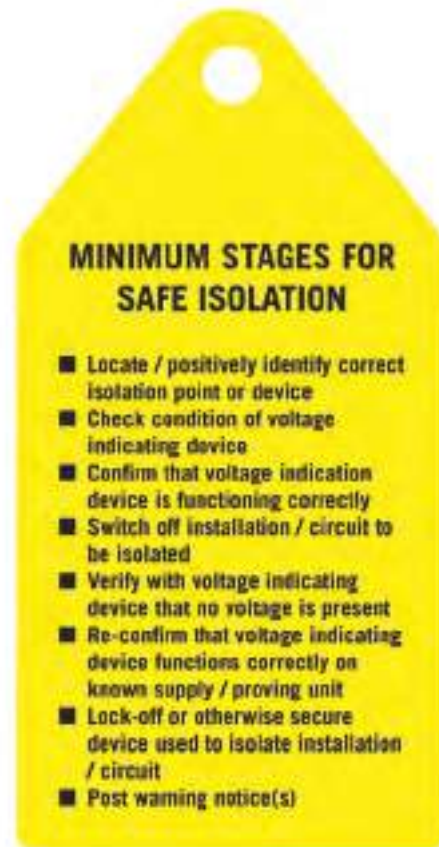 MINIMUM STAGES FOR
SAFE ISOLATION
■ Locate / positively identify correct
isolation point or device
■ Check condition of voltage
indicating device
■ Confirm that voltage indication
device is functioning correctly
■ Switch off installation / circuit to
be isolated
■ Verify with voltage indicating
device that no voltage is present
■ Re-confirm that voltage indicating
device functions correctly on
known supply / proving unit
■ Lock-off or otherwise secure
device used to isolate installation
/ circuit
■ Post warning notice(s)